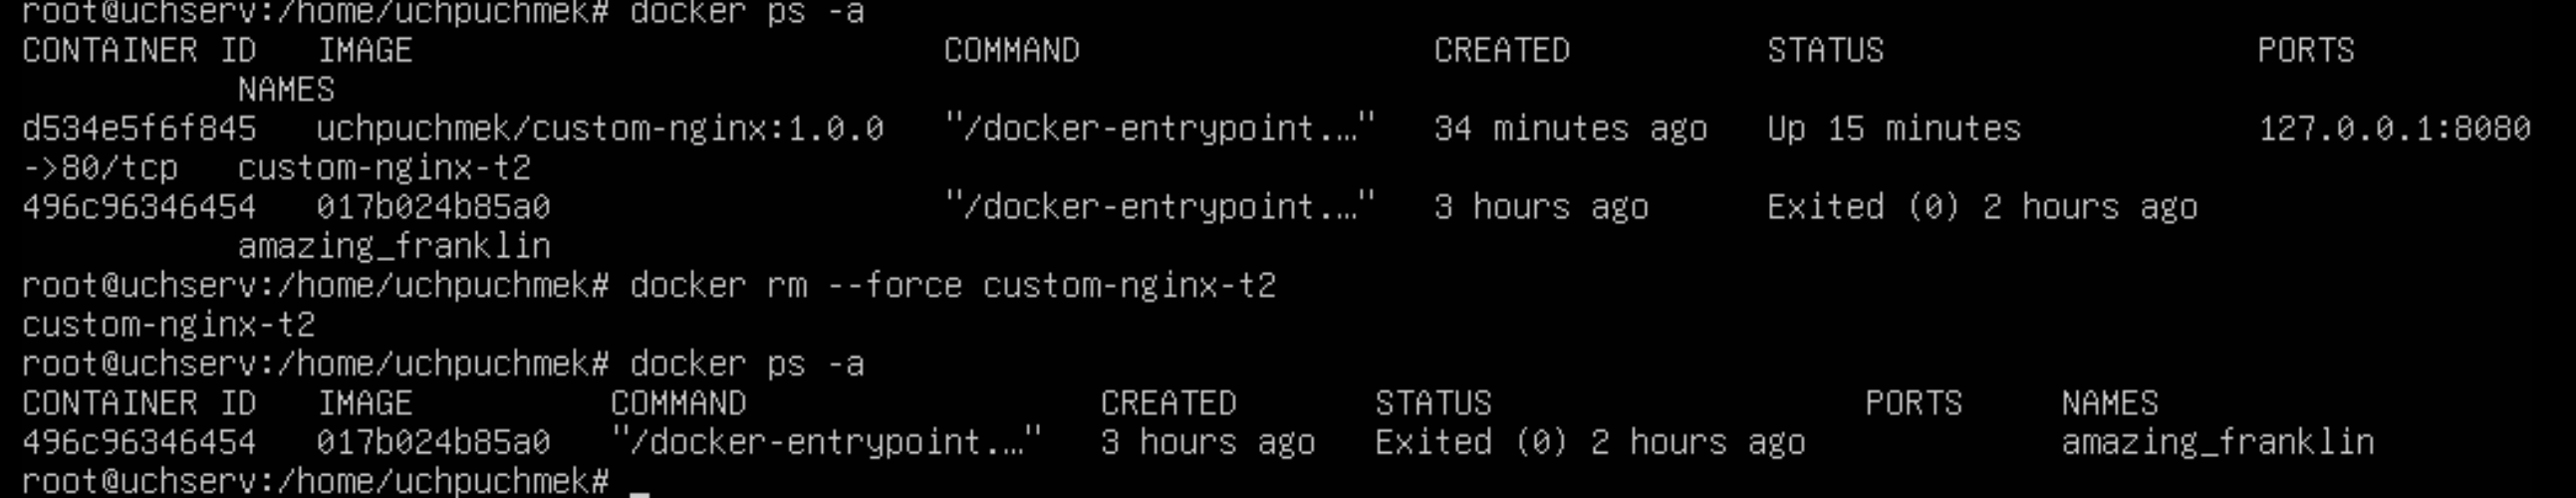 root@uchserv:/home/uchpuchmek# docker ps -a
CONTAINER ID   IMAGE                           COMMAND                  CREATED          STATUS                   PORTS
           NAMES
d534e5f6f845   uchpuchmek/custom-nginx:1.0.0   "/docker-entrypoint.…"   34 minutes ago   Up 15 minutes            127.0.0.1:8080
->80/tcp   custom-nginx-t2
496c96346454   017b024b85a0                    "/docker-entrypoint.…"   3 hours ago      Exited (0) 2 hours ago
           amazing_franklin
root@uchserv:/home/uchpuchmek# docker rm --force custom-nginx-t2
custom-nginx-t2
root@uchserv:/home/uchpuchmek# docker ps -a
CONTAINER ID   IMAGE          COMMAND                  CREATED       STATUS                   PORTS     NAMES
496c96346454   017b024b85a0   "/docker-entrypoint.…"   3 hours ago   Exited (0) 2 hours ago             amazing_franklin
root@uchserv:/home/uchpuchmek#